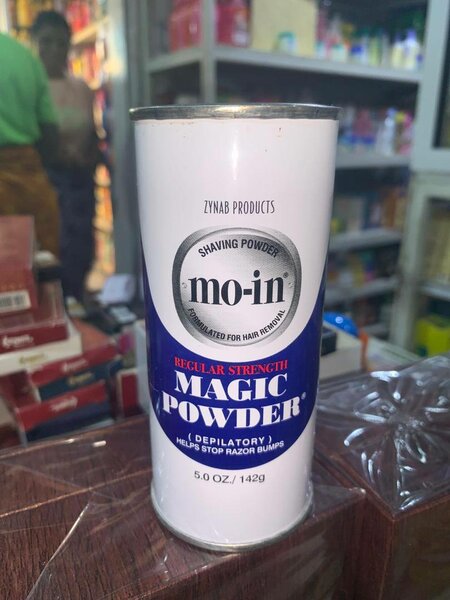 ZYNAB PRODUCTS
SHAVING POWDER
mo-in®
FORMULATED FOR HAIR REMOVAL
REGULAR STRENGTH
MAGIC
POWDER®
( DEPILATORY )
HELPS STOP RAZOR BUMPS
5.0 OZ./ 142g